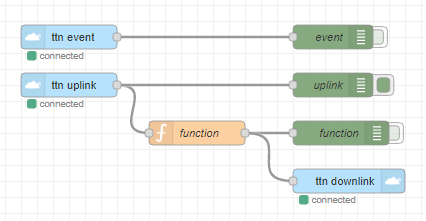 ttn event
event
connected
ttn uplink
uplink
connected
function
function
ttn downlink
connected